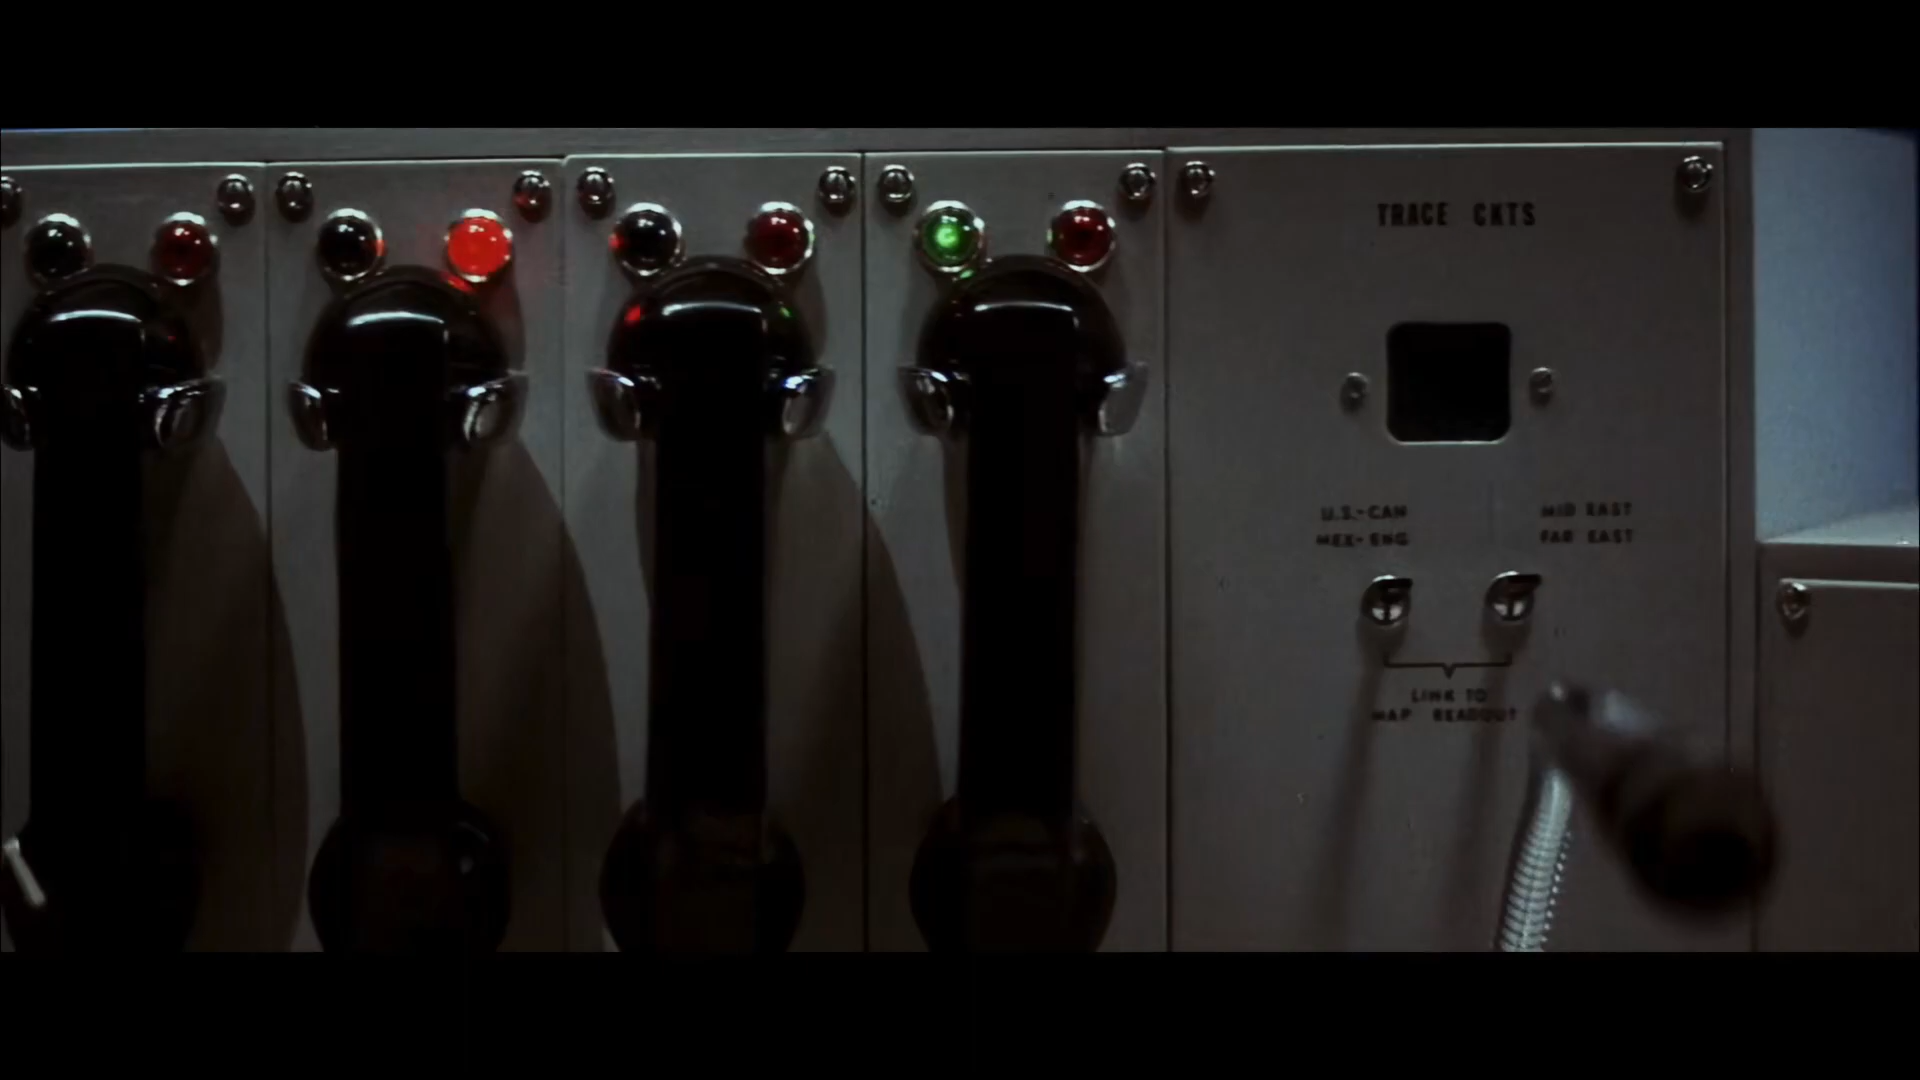 TRACE CKTS
U.S.-CAN
MEX-ENG
MID EAST
FAR EAST
LINK TO
MAP READOUT